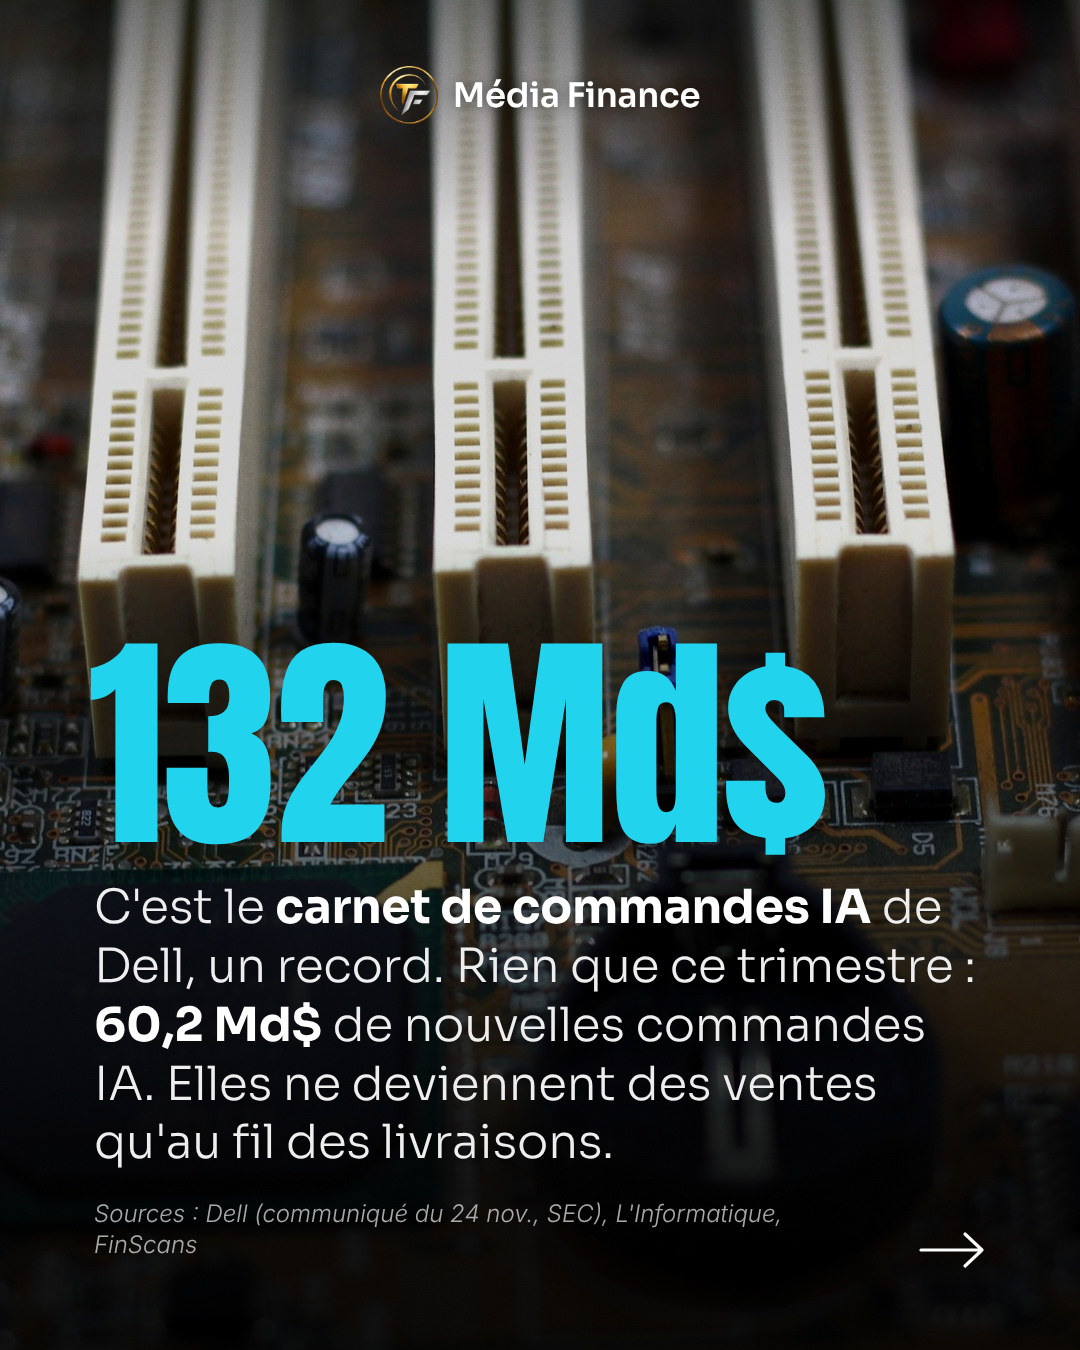 Média Finance
132 Md$
C'est le carnet de commandes IA de
Dell, un record. Rien que ce trimestre :
60,2 Md$ de nouvelles commandes
IA. Elles ne deviennent des ventes
qu'au fil des livraisons.
Sources : Dell (communiqué du 24 nov., SEC), L'Informatique,
FinScans